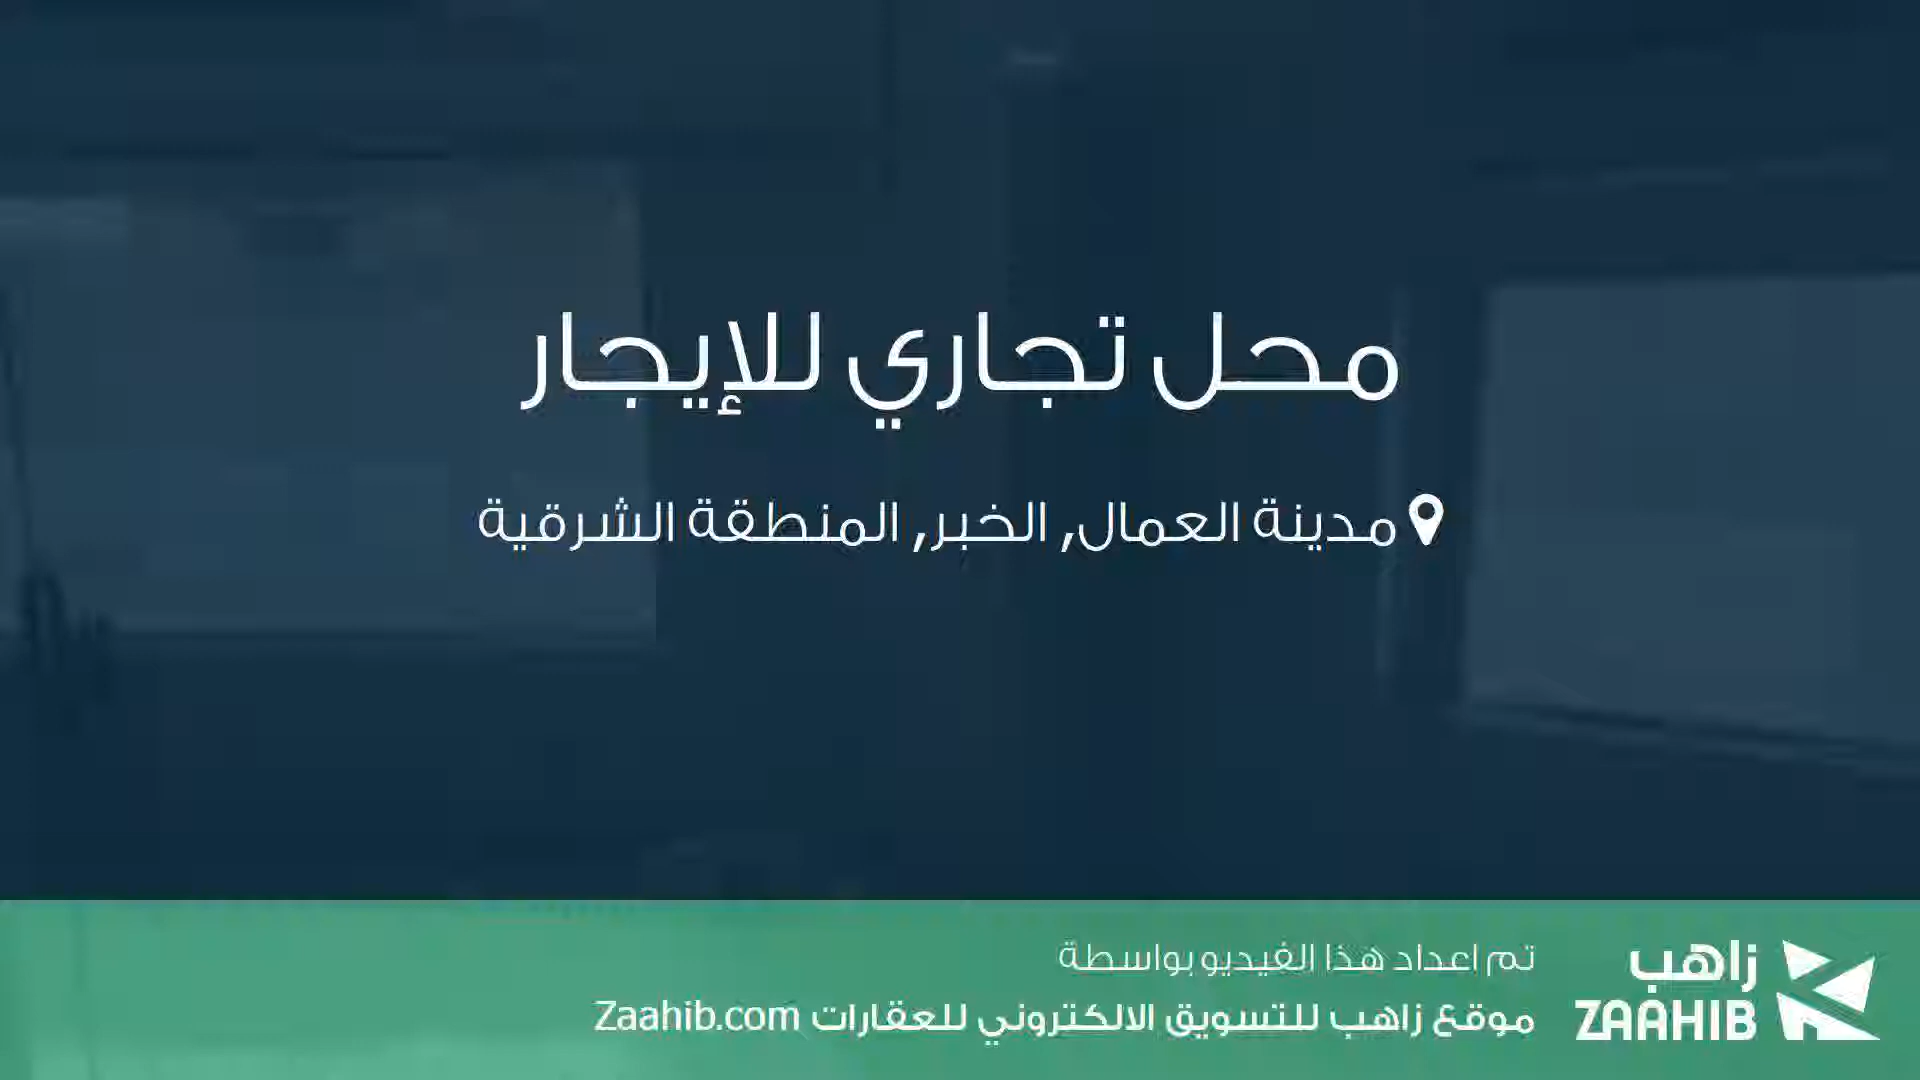 محل تجاري للإيجار
مدينة العمال, الخبر, المنطقة الشرقية
تم اعداد هذا الفيديو بواسطة
موقع زاهب للتسويق الالكتروني للعقارات Zaahib.com
زاهب
ZAAHIB